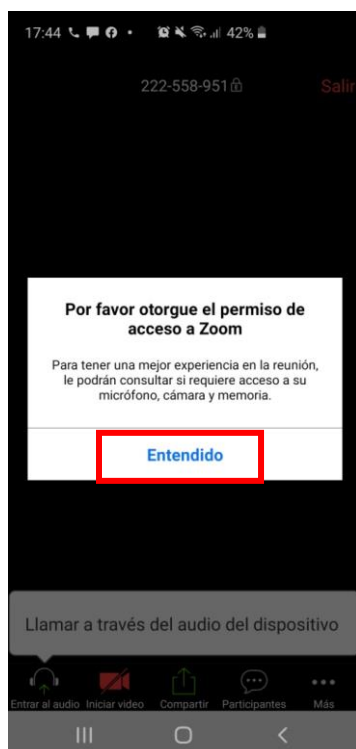 17:44 42%
222-558-951 Salir
Por favor otorgue el permiso de
acceso a Zoom
Para tener una mejor experiencia en la reunión,
le podrán consultar si requiere acceso a su
micrófono, cámara y memoria.
Entendido
Llamar a través del audio del dispositivo
Entrar al audio Iniciar video Compartir Participantes Más